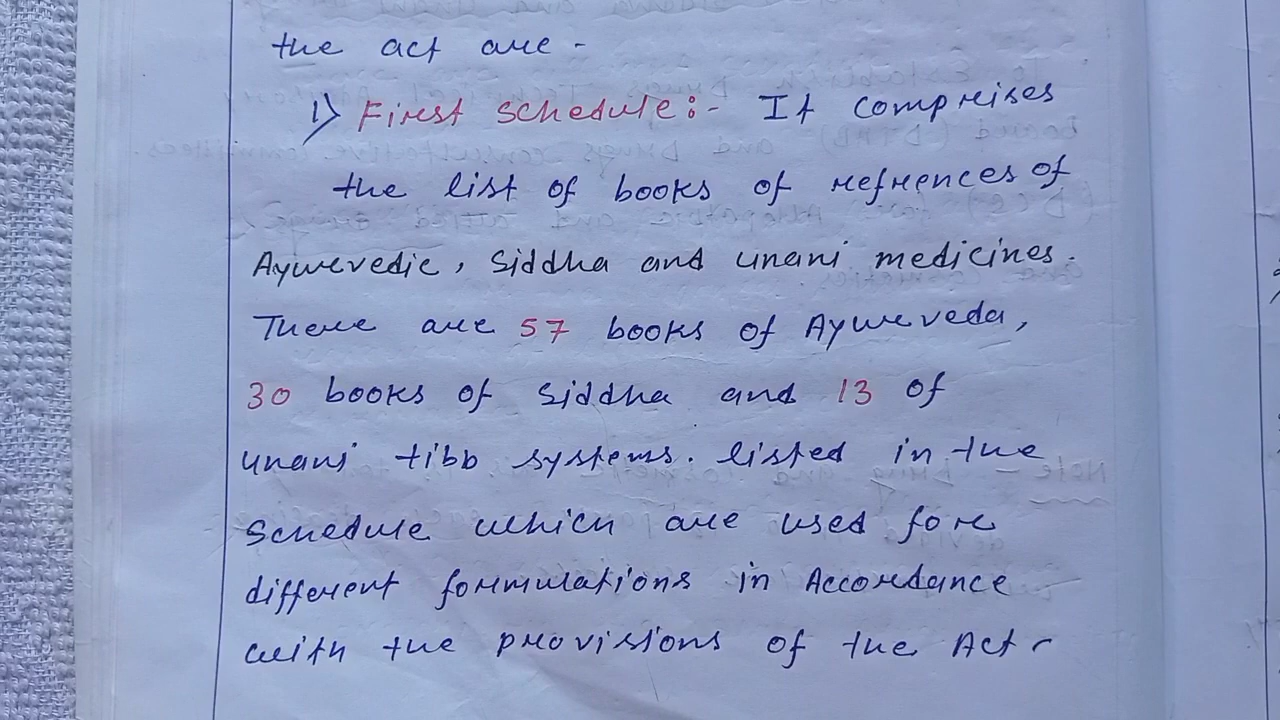 the act are -
1) First Schedule:- It comprises
the list of books of refrences of
Ayurvedic, Siddha and unani medicines.
There are 57 books of Ayurveda,
30 books of Siddha and 13 of
unani tibb systems. listed in the
Schedule which are used for
different formulations in Accordance
with the provisions of the Act